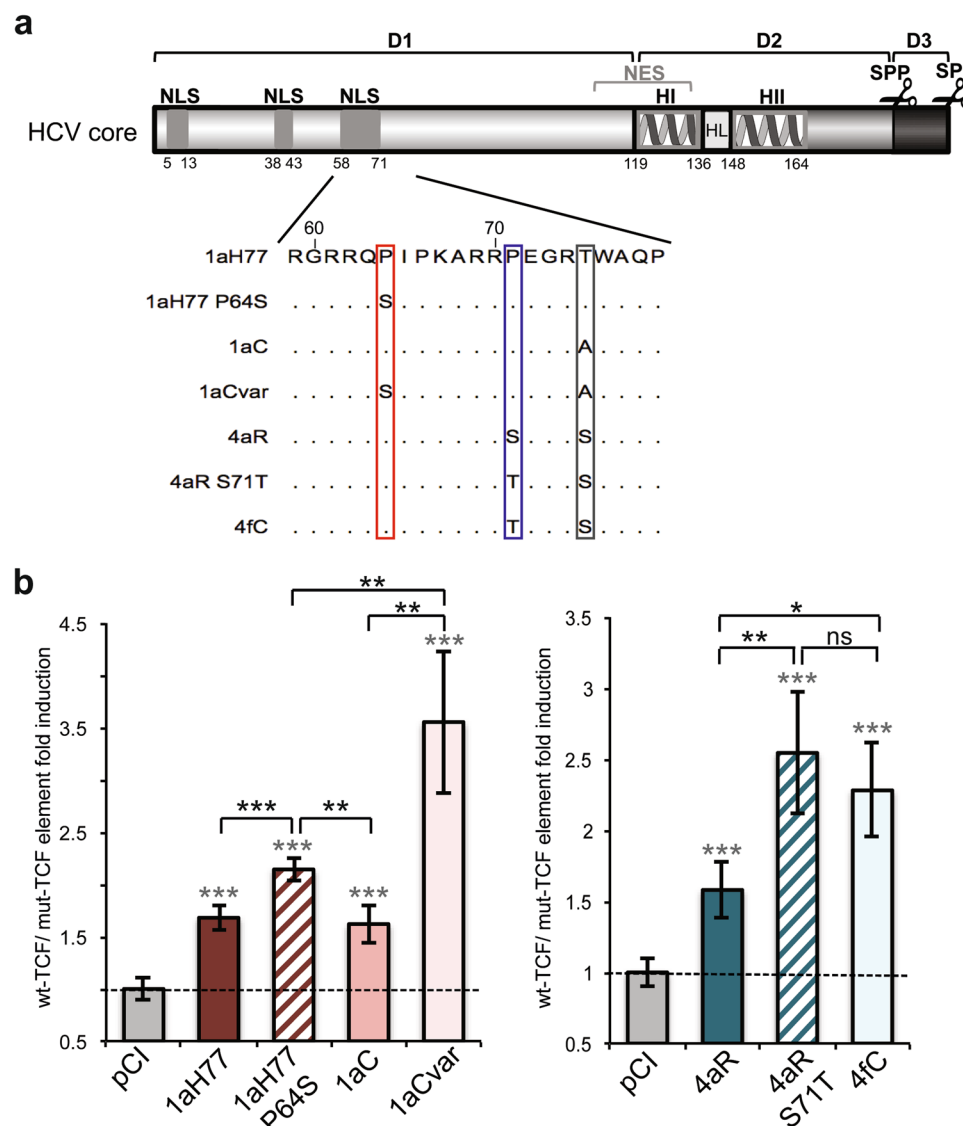 a
D1 D2 D3
NES SPP SP
NLS NLS NLS HI HII
HCV core HL
5 13 38 43 58 71 119 136 148 164
60 70
1aH77 RGRRQPIPKARRPEGRTWAQP
1aH77 P64S . . . . . S . . . . . . . . . . . . . . .
1aC . . . . . . . . . . . . . . . . A . . . .
1aCvar . . . . . S . . . . . . . . . . A . . . .
4aR . . . . . . . . . . . . S . . . S . . . .
4aR S71T . . . . . . . . . . . . T . . . S . . . .
4fC . . . . . . . . . . . . T . . . S . . . .
b
wt-TCF/ mut-TCF element fold induction
4.5
3.5
2.5
1.5
0.5
**
**
***
*** **
***
*** ***
pCI 1aH77 1aH77 P64S 1aC 1aCvar
wt-TCF/ mut-TCF element fold induction
3.5
3
2.5
2
1.5
1
0.5
*
** ns
***
***
***
pCI 4aR 4aR S71T 4fC